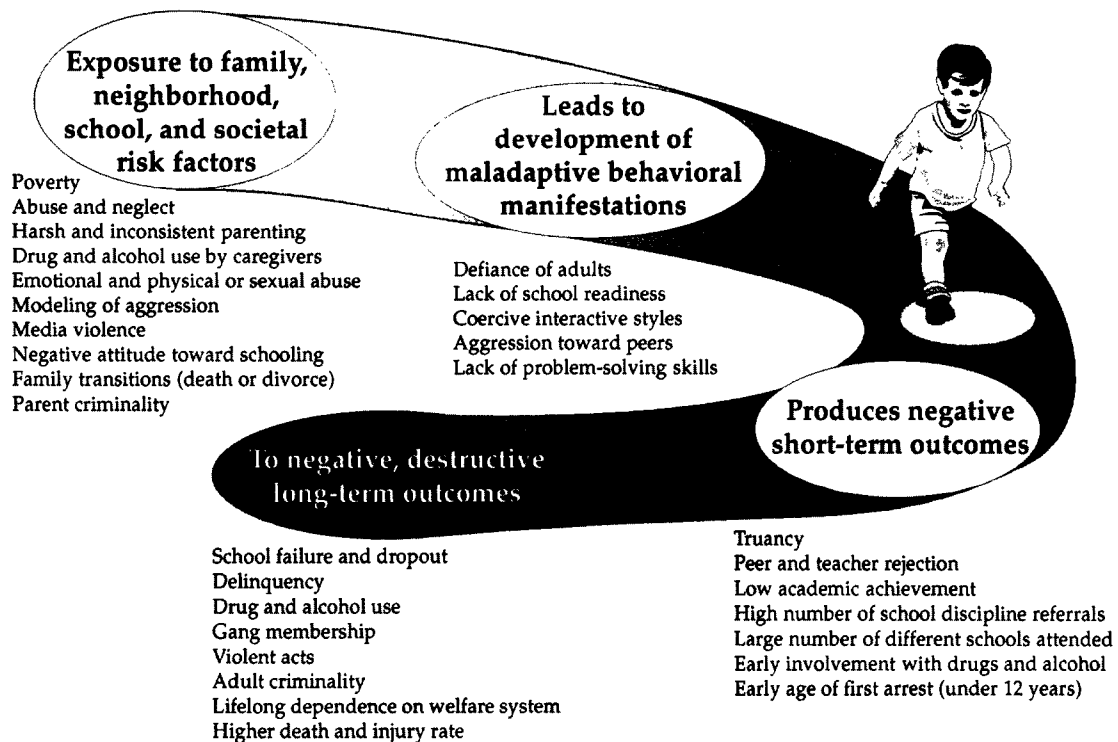 Exposure to family,
neighborhood,
school, and societal
risk factors
Poverty
Abuse and neglect
Harsh and inconsistent parenting
Drug and alcohol use by caregivers
Emotional and physical or sexual abuse
Modeling of aggression
Media violence
Negative attitude toward schooling
Family transitions (death or divorce)
Parent criminality
Leads to
development of
maladaptive behavioral
manifestations
Defiance of adults
Lack of school readiness
Coercive interactive styles
Aggression toward peers
Lack of problem-solving skills
Produces negative
short-term outcomes
Truancy
Peer and teacher rejection
Low academic achievement
High number of school discipline referrals
Large number of different schools attended
Early involvement with drugs and alcohol
Early age of first arrest (under 12 years)
To negative, destructive
long-term outcomes
School failure and dropout
Delinquency
Drug and alcohol use
Gang membership
Violent acts
Adult criminality
Lifelong dependence on welfare system
Higher death and injury rate